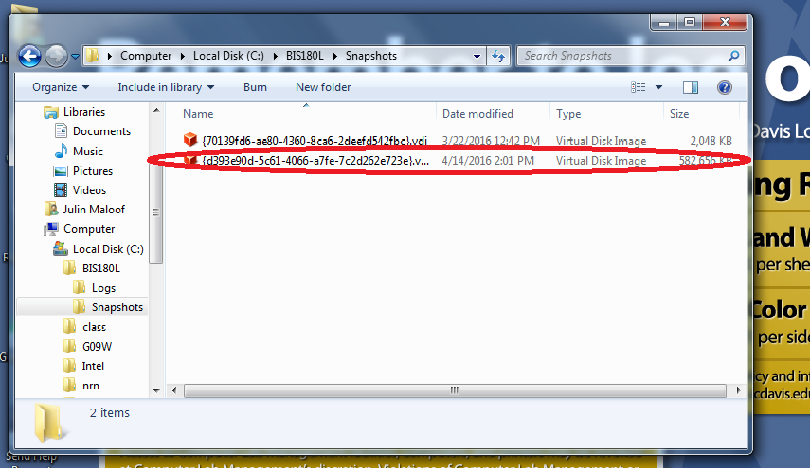 Computer Local Disk (C:) BIS180L Snapshots
Search Snapshots
Organize Include in library Burn New folder
Name Date modified Type Size
Libraries
Documents
Music
Pictures
Videos
Julin Maloof
Computer
Local Disk (C:)
BIS180L
Logs
Snapshots
class
G09W
Intel
nrn
{70139fd6-ae80-4360-8ca6-2deefd542fbc}.vdi 3/22/2016 12:42 PM Virtual Disk Image 2,048 KB
{d393e90d-5c61-4066-a7fe-7c2d252e723e}.v... 4/14/2016 2:01 PM Virtual Disk Image 582,656 KB
2 items
o
Davis Lo
ing R
and W
per she
Color
per side
cy and inf
cdavis.edu
Send Help
at Computer Lab Management's discretion. Violations of Computer Lab Management or